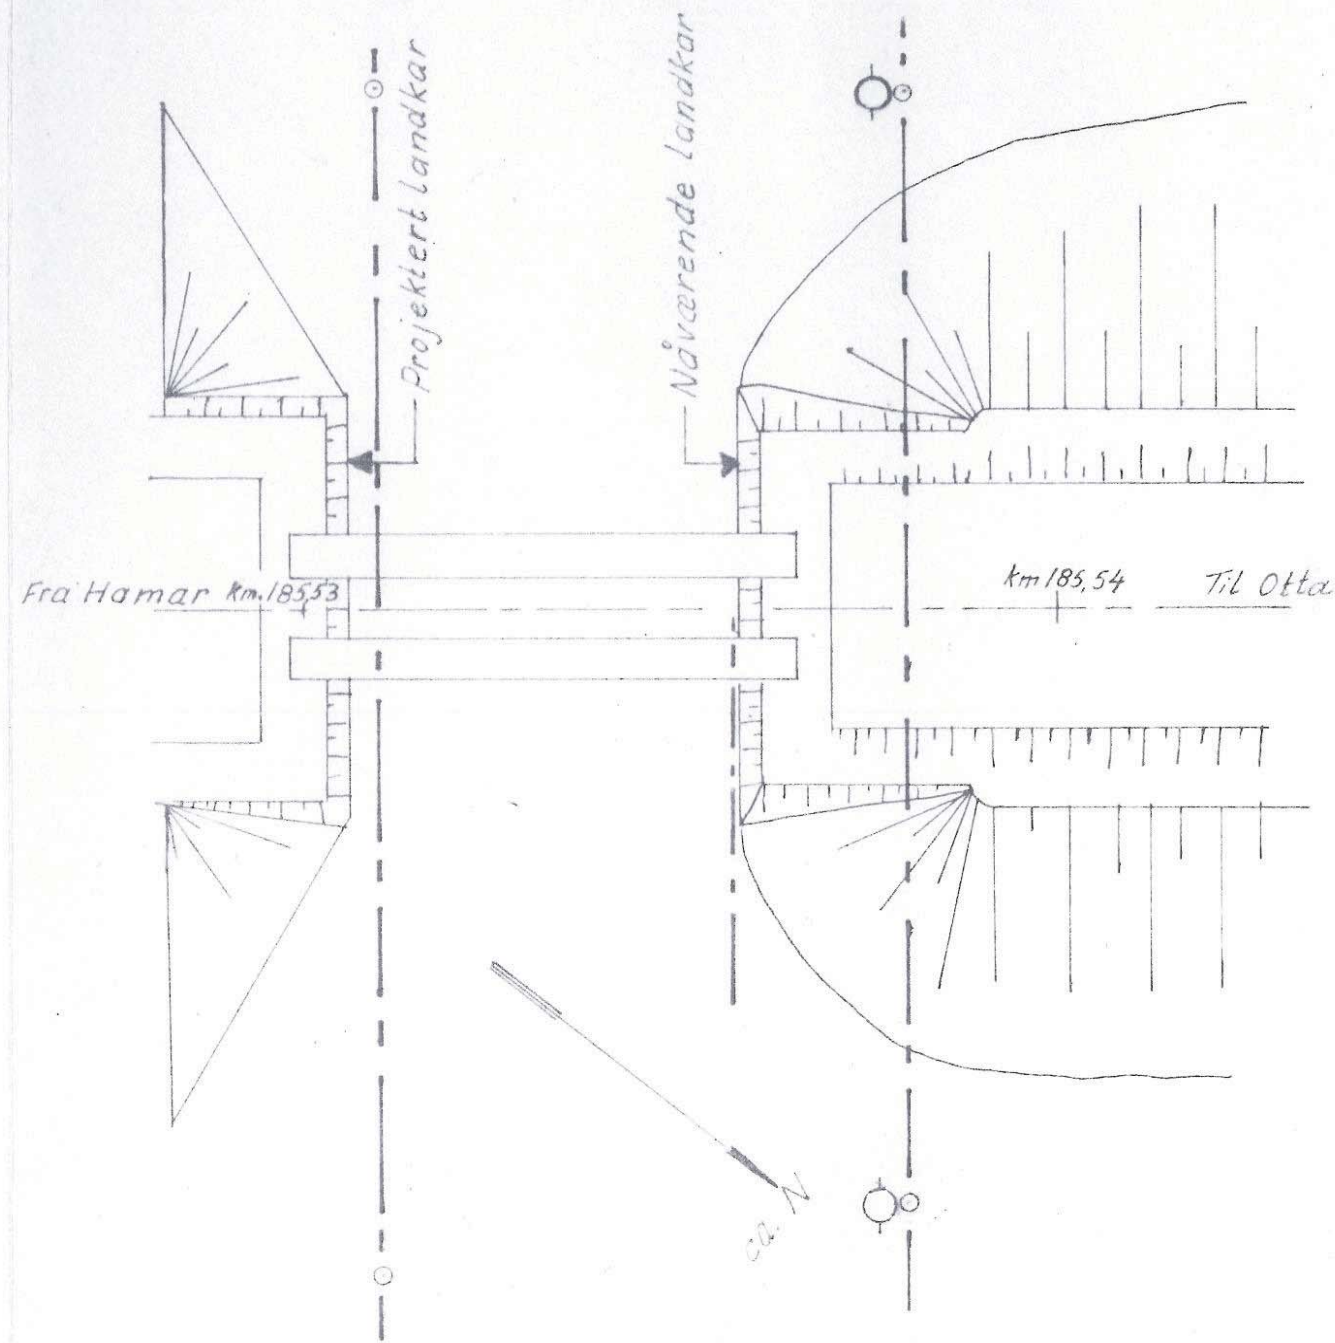 Projektert landkar
Nåværende landkar
Fra Hamar km. 185,53
km 185,54
Til Otta
ca. N